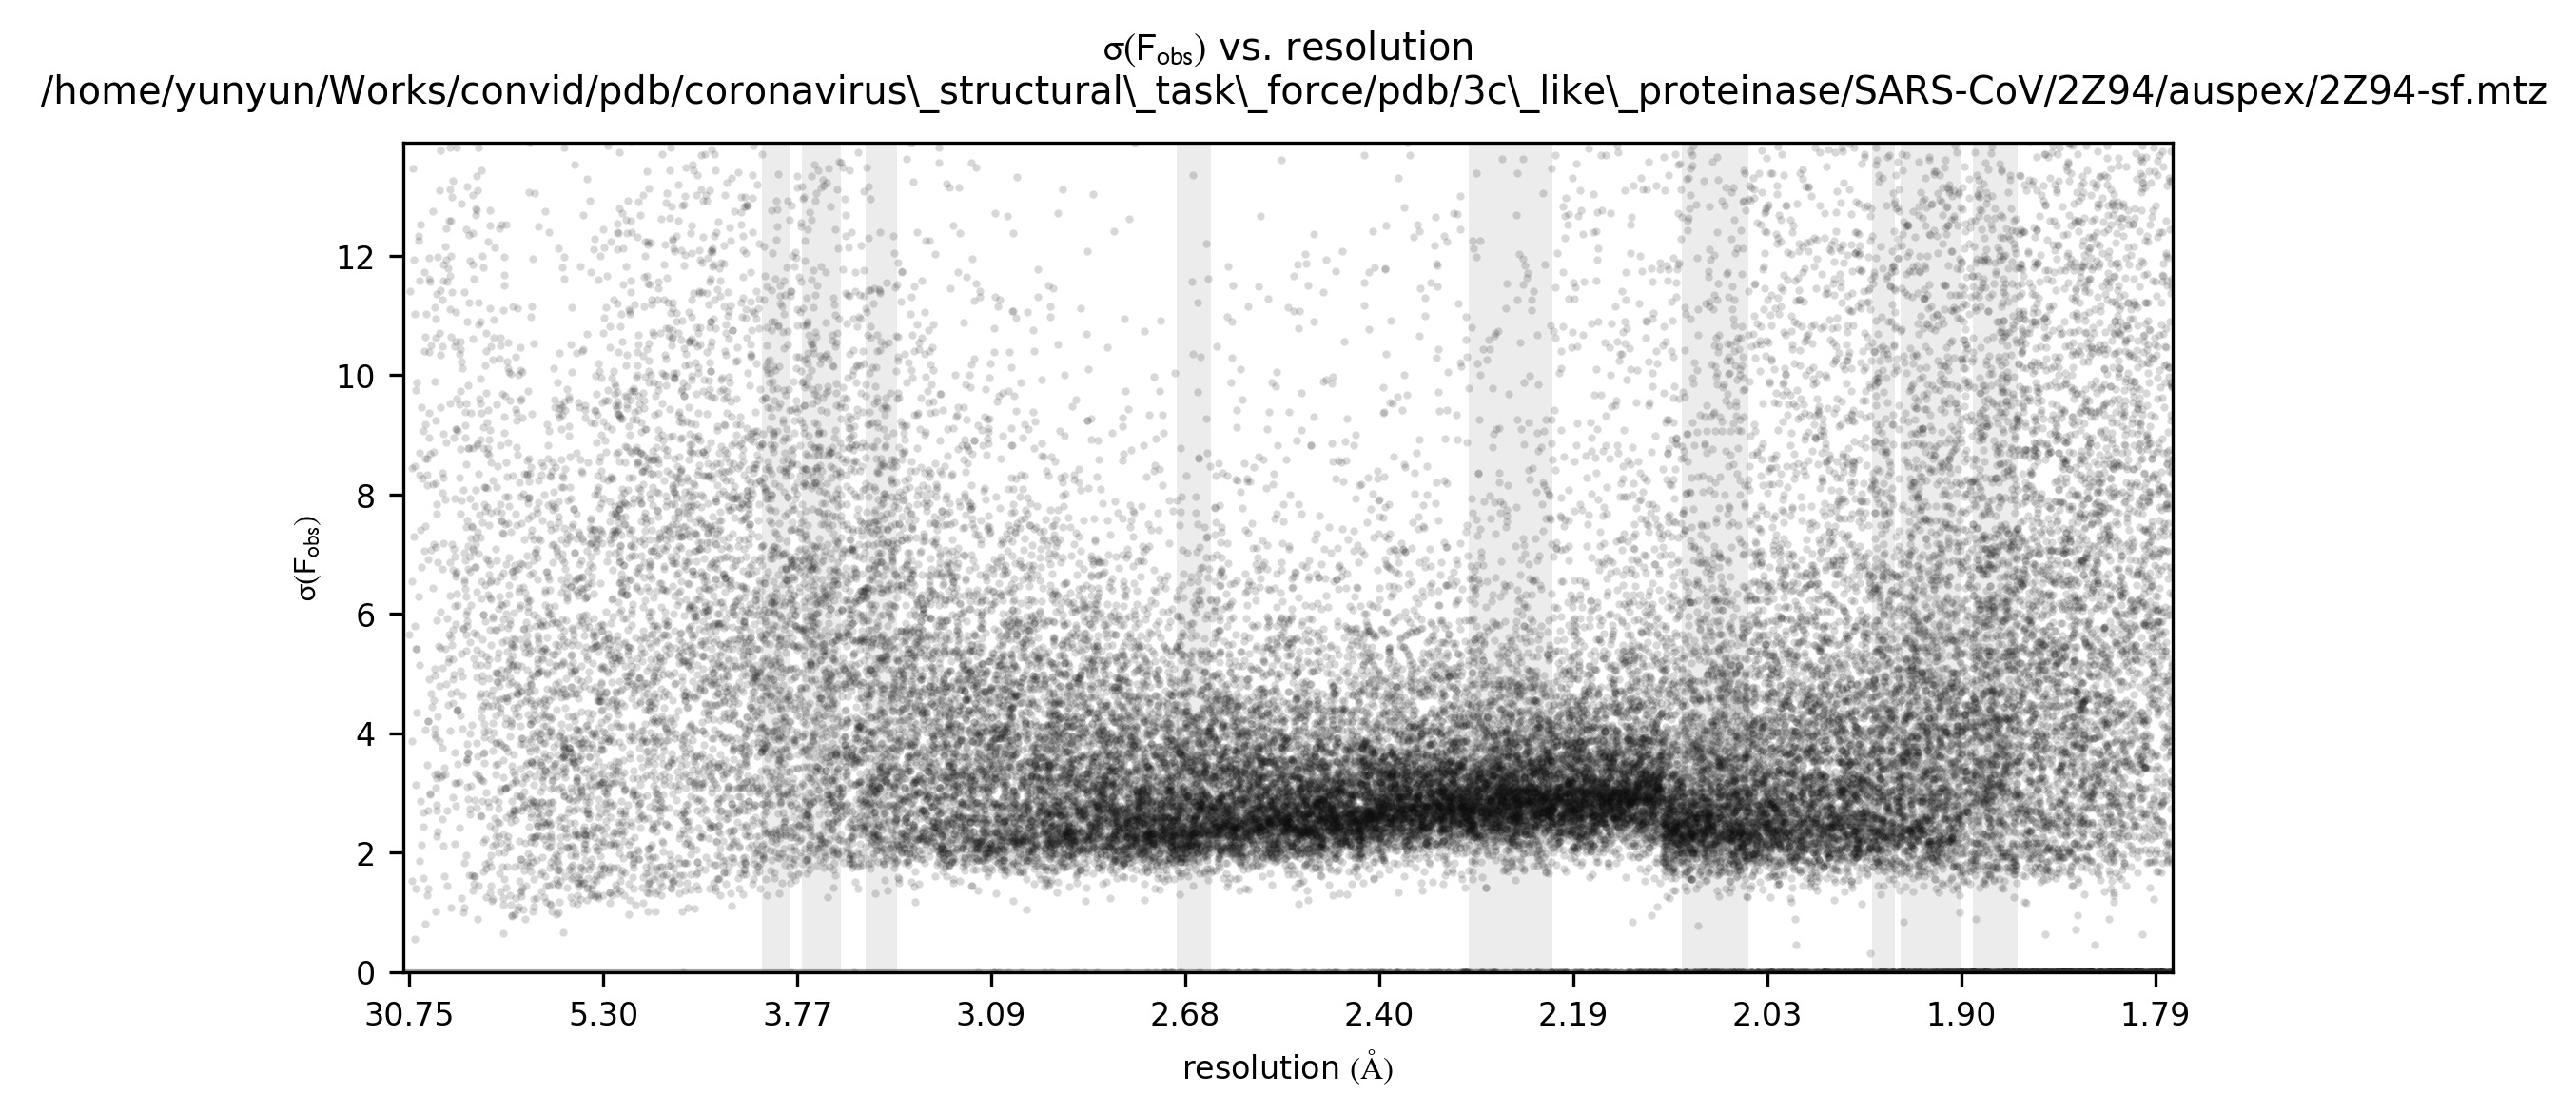 σ(F_obs) vs. resolution
/home/yunyun/Works/convid/pdb/coronavirus\_structural\_task\_force/pdb/3c\_like\_proteinase/SARS-CoV/2Z94/auspex/2Z94-sf.mtz
σ(F_obs)
12
10
8
6
4
2
0
30.75 5.30 3.77 3.09 2.68 2.40 2.19 2.03 1.90 1.79
resolution (Å)